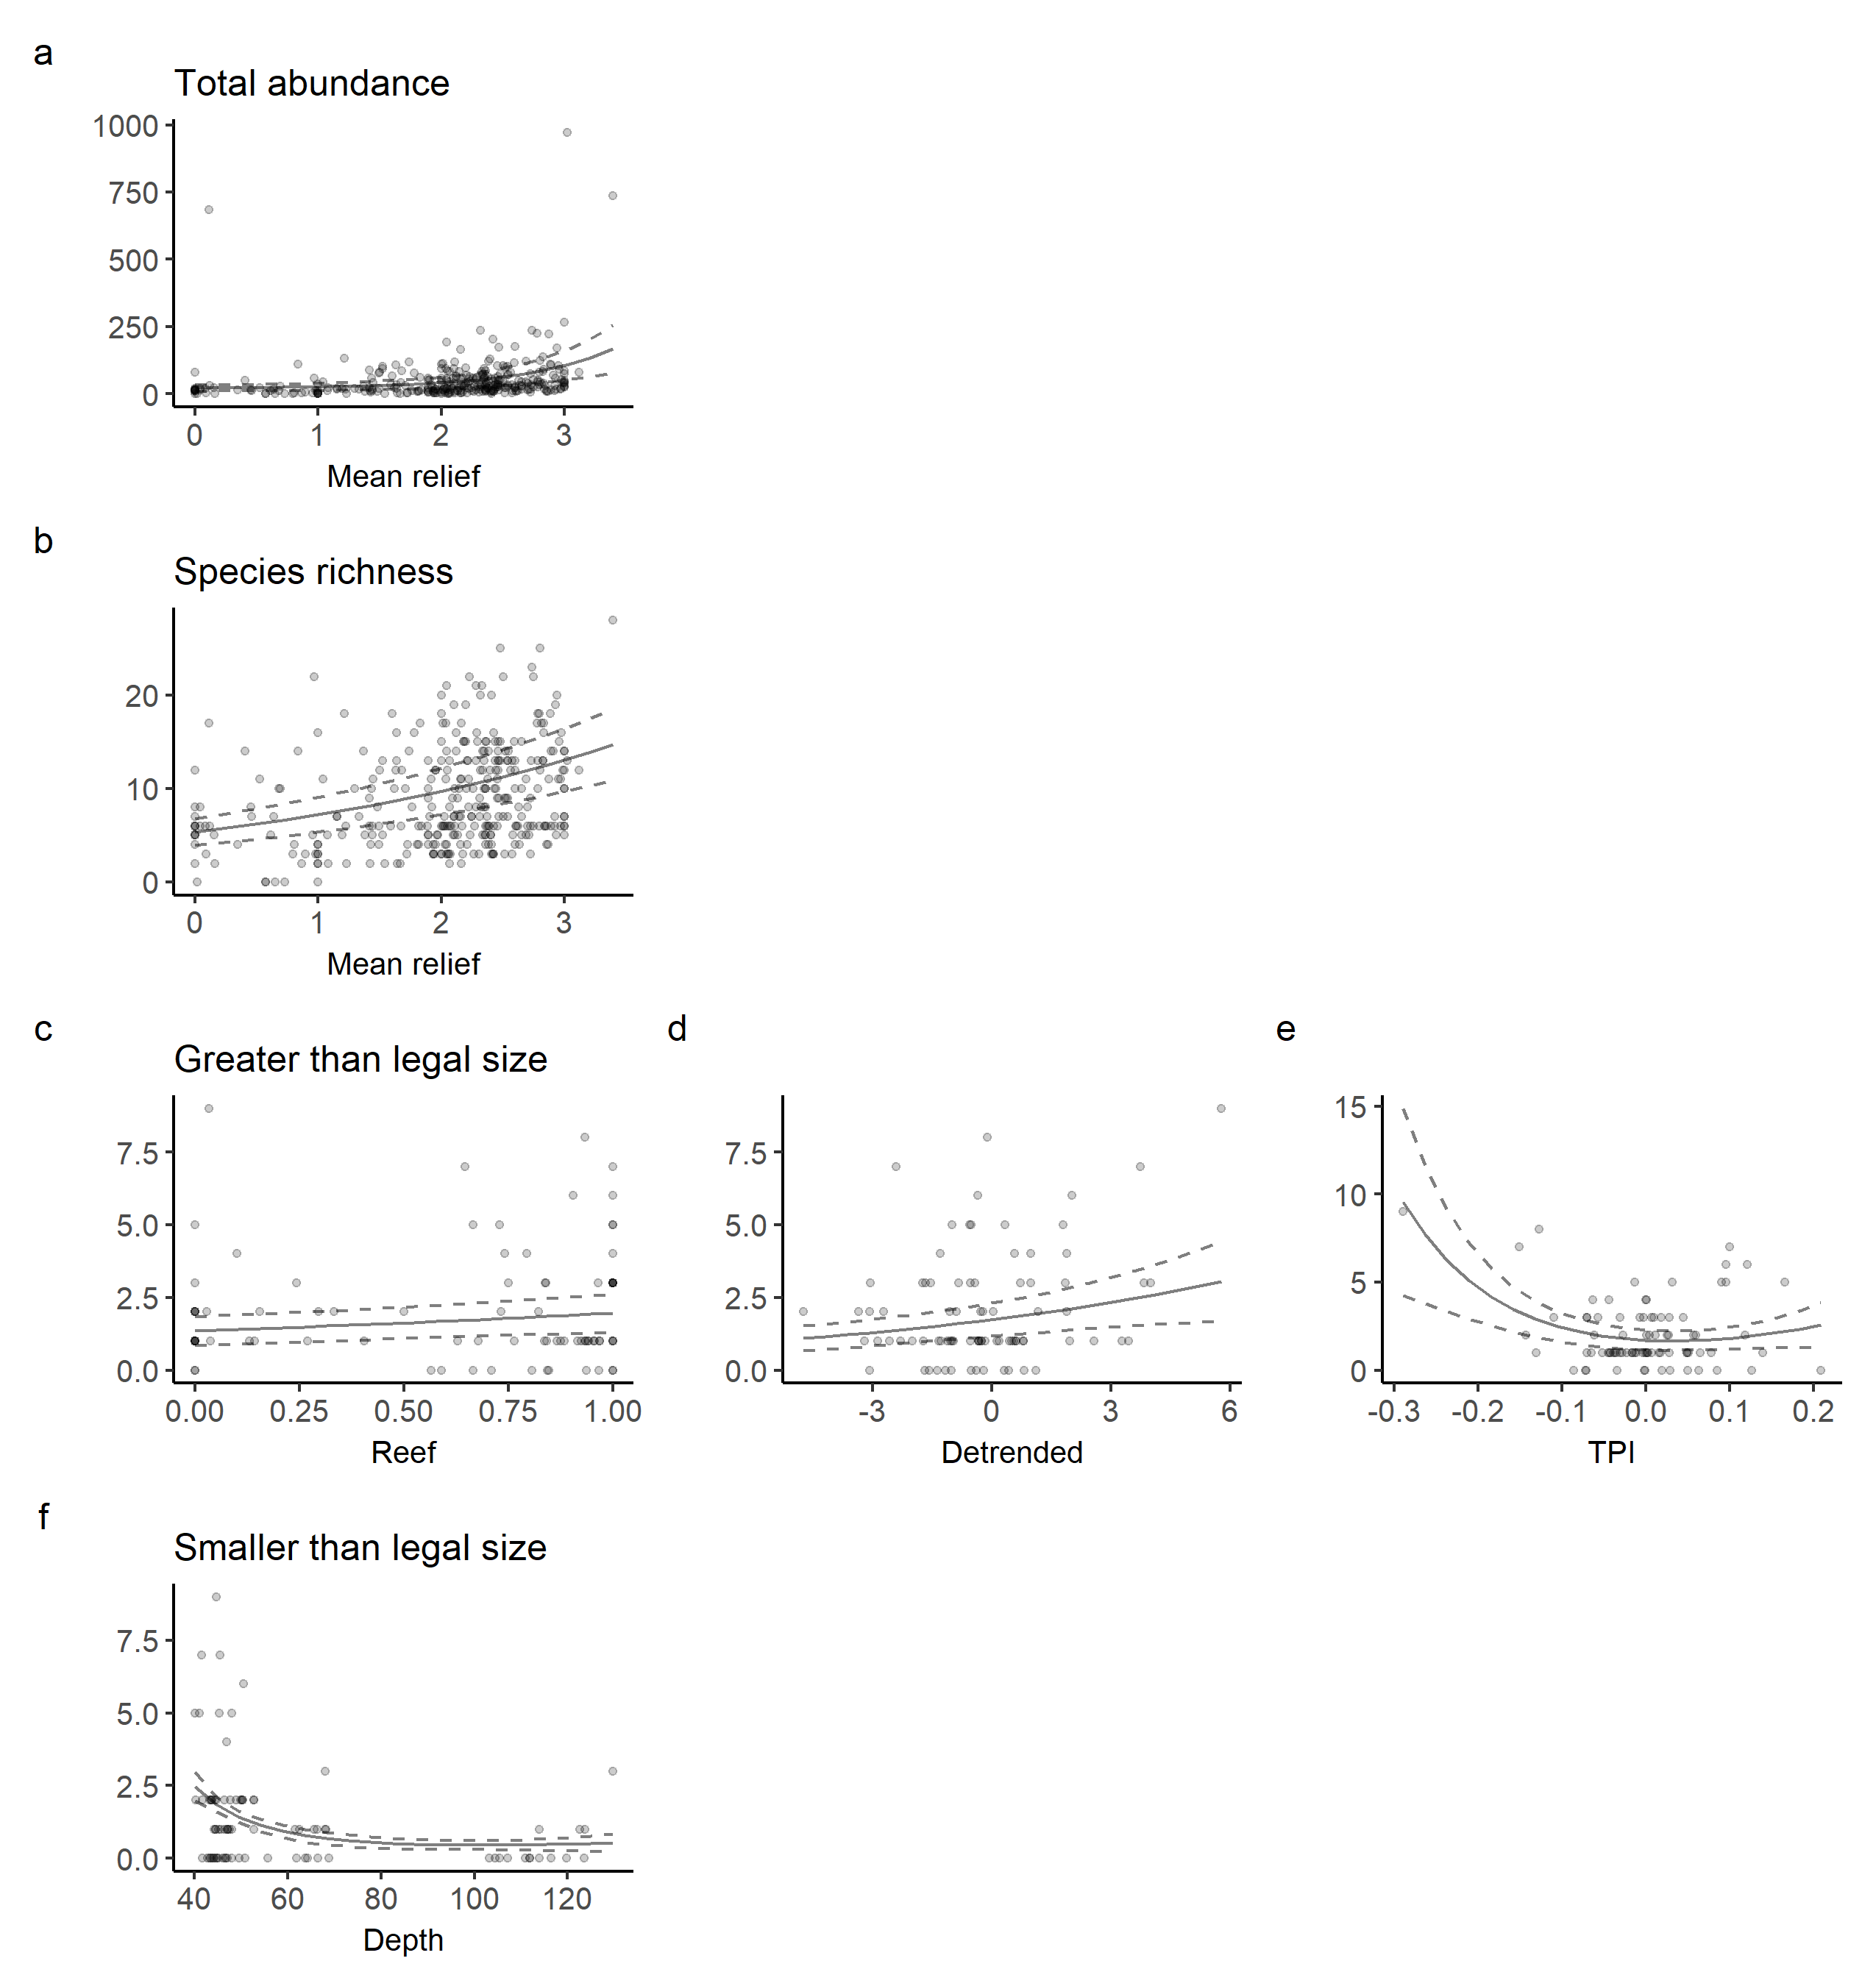 a
Total abundance
1000
750
500
250
0
0 1 2 3
Mean relief
b
Species richness
20
10
0
0 1 2 3
Mean relief
c
Greater than legal size
7.5
5.0
2.5
0.0
0.00 0.25 0.50 0.75 1.00
Reef
d
7.5
5.0
2.5
0.0
-3 0 3 6
Detrended
e
15
10
5
0
-0.3 -0.2 -0.1 0.0 0.1 0.2
TPI
f
Smaller than legal size
7.5
5.0
2.5
0.0
40 60 80 100 120
Depth